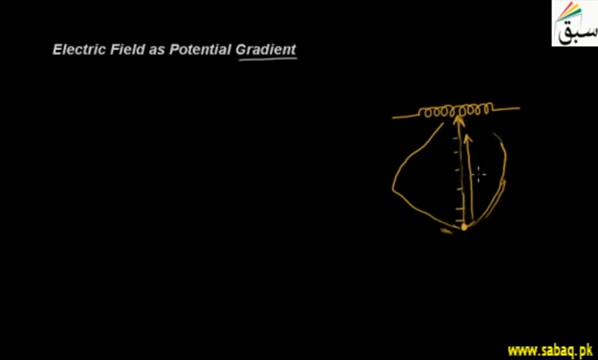 سبق
Electric Field as Potential Gradient
www.sabaq.pk